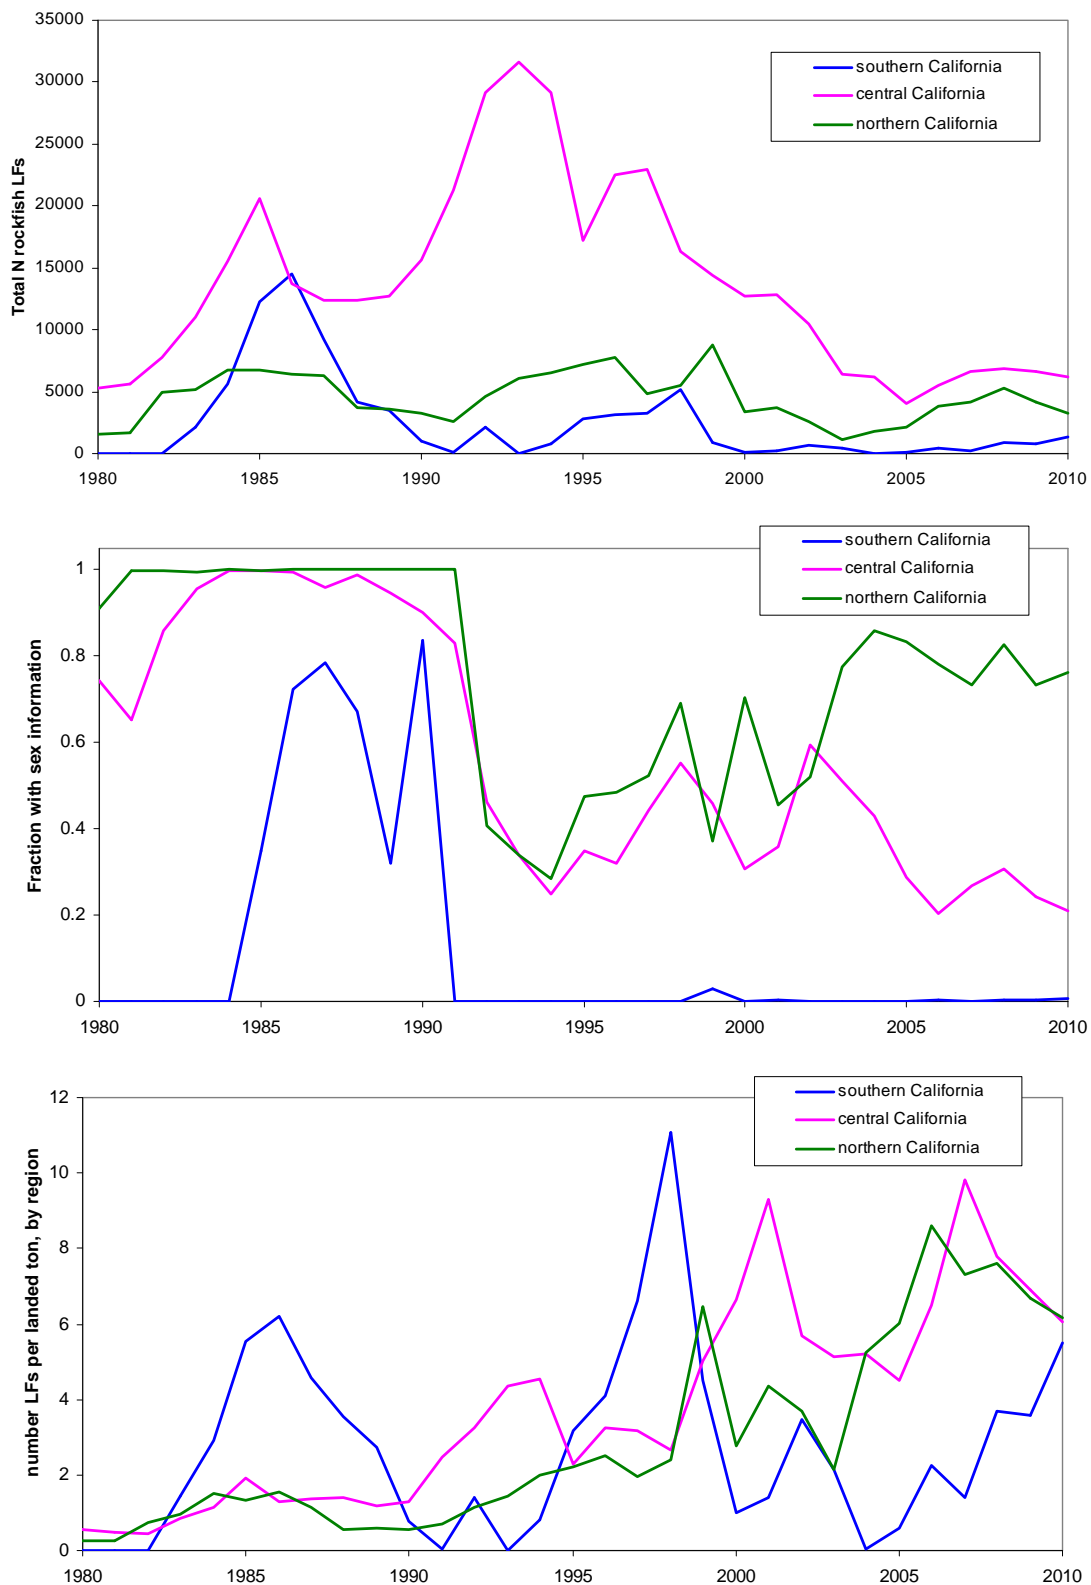 35000
30000
25000
20000
15000
10000
5000
0
Total N rockfish LFs
southern California
central California
northern California
1980 1985 1990 1995 2000 2005 2010
1
0.8
0.6
0.4
0.2
0
Fraction with sex information
southern California
central California
northern California
1980 1985 1990 1995 2000 2005 2010
12
10
8
6
4
2
0
number LFs per landed ton, by region
southern California
central California
northern California
1980 1985 1990 1995 2000 2005 2010